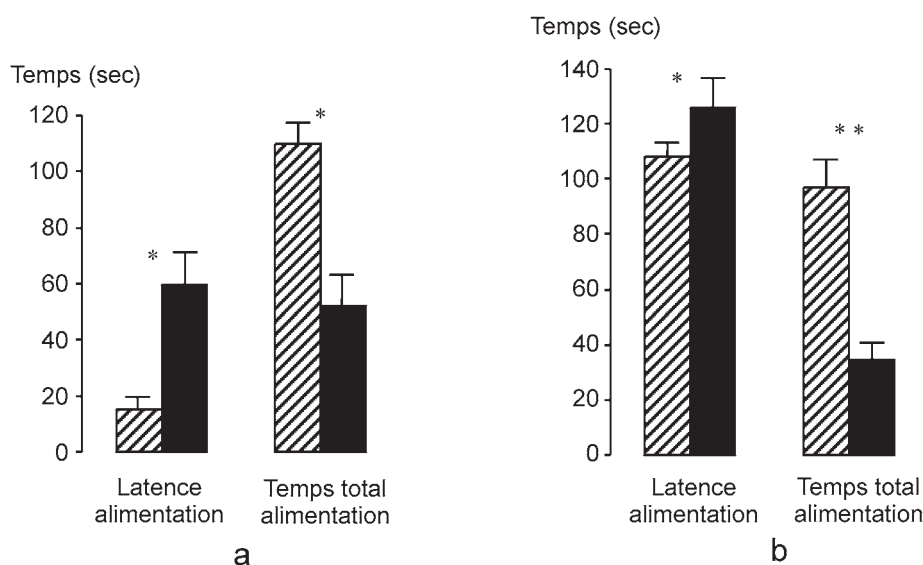 Temps (sec)
120
100
80
60
40
20
0
*
*
Latence
alimentation
Temps total
alimentation
a
Temps (sec)
140
120
100
80
60
40
20
0
*
* *
Latence
alimentation
Temps total
alimentation
b